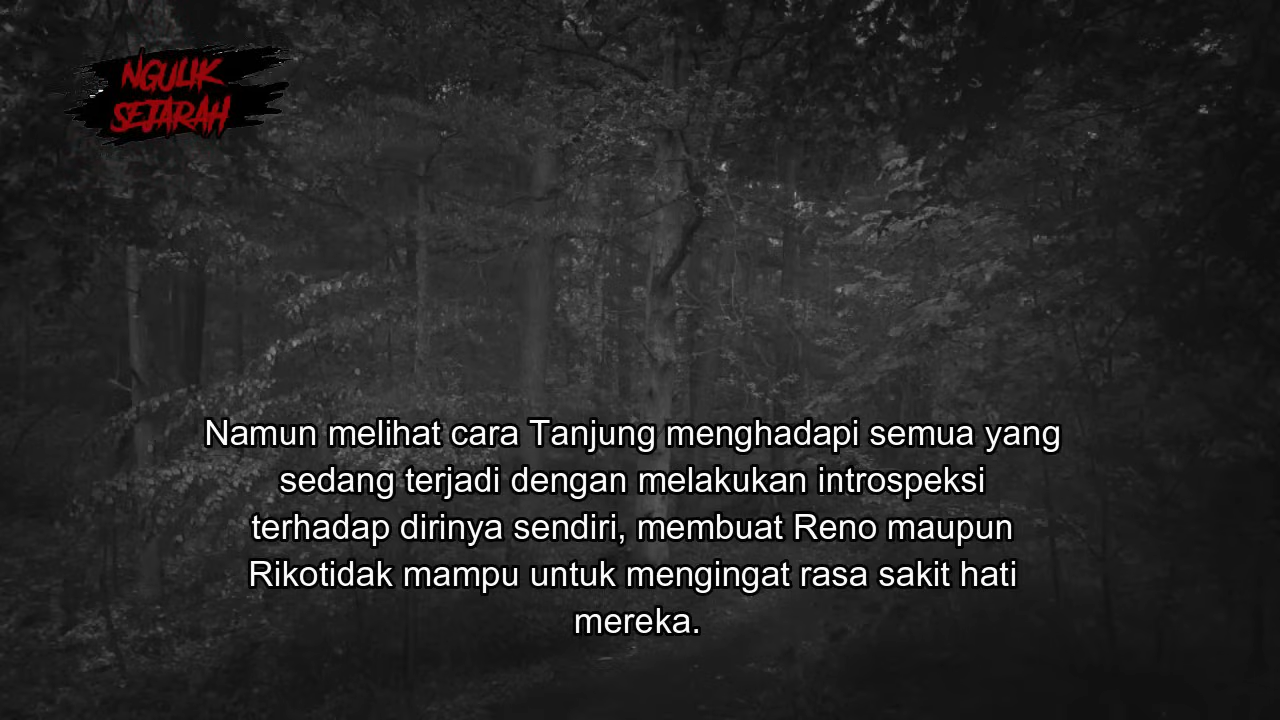 NGULIK
SEJARAH
Namun melihat cara Tanjung menghadapi semua yang
sedang terjadi dengan melakukan introspeksi
terhadap dirinya sendiri, membuat Reno maupun
Rikotidak mampu untuk mengingat rasa sakit hati
mereka.